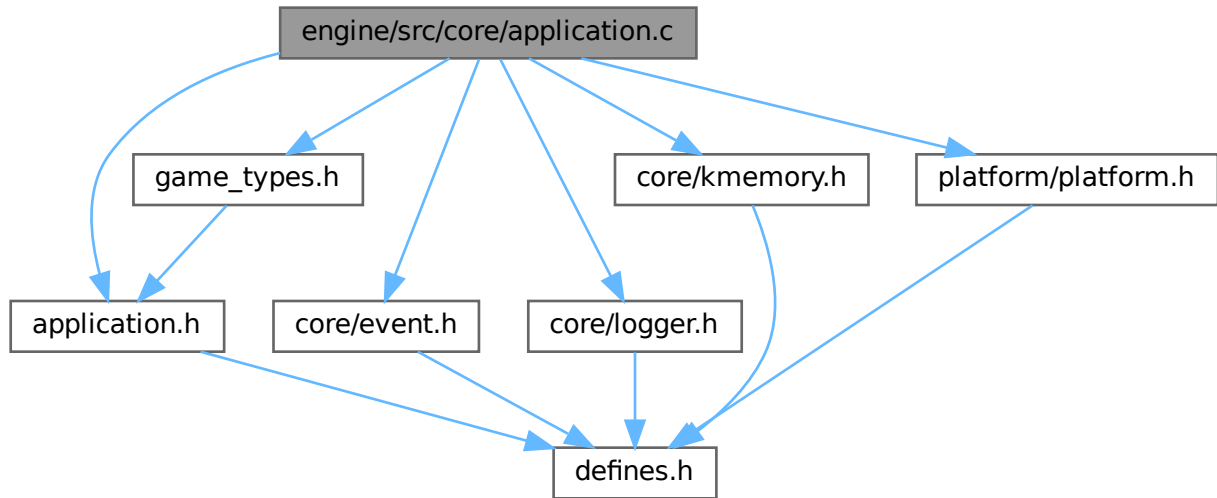 engine/src/core/application.c
game_types.h
core/kmemory.h
platform/platform.h
application.h
core/event.h
core/logger.h
defines.h